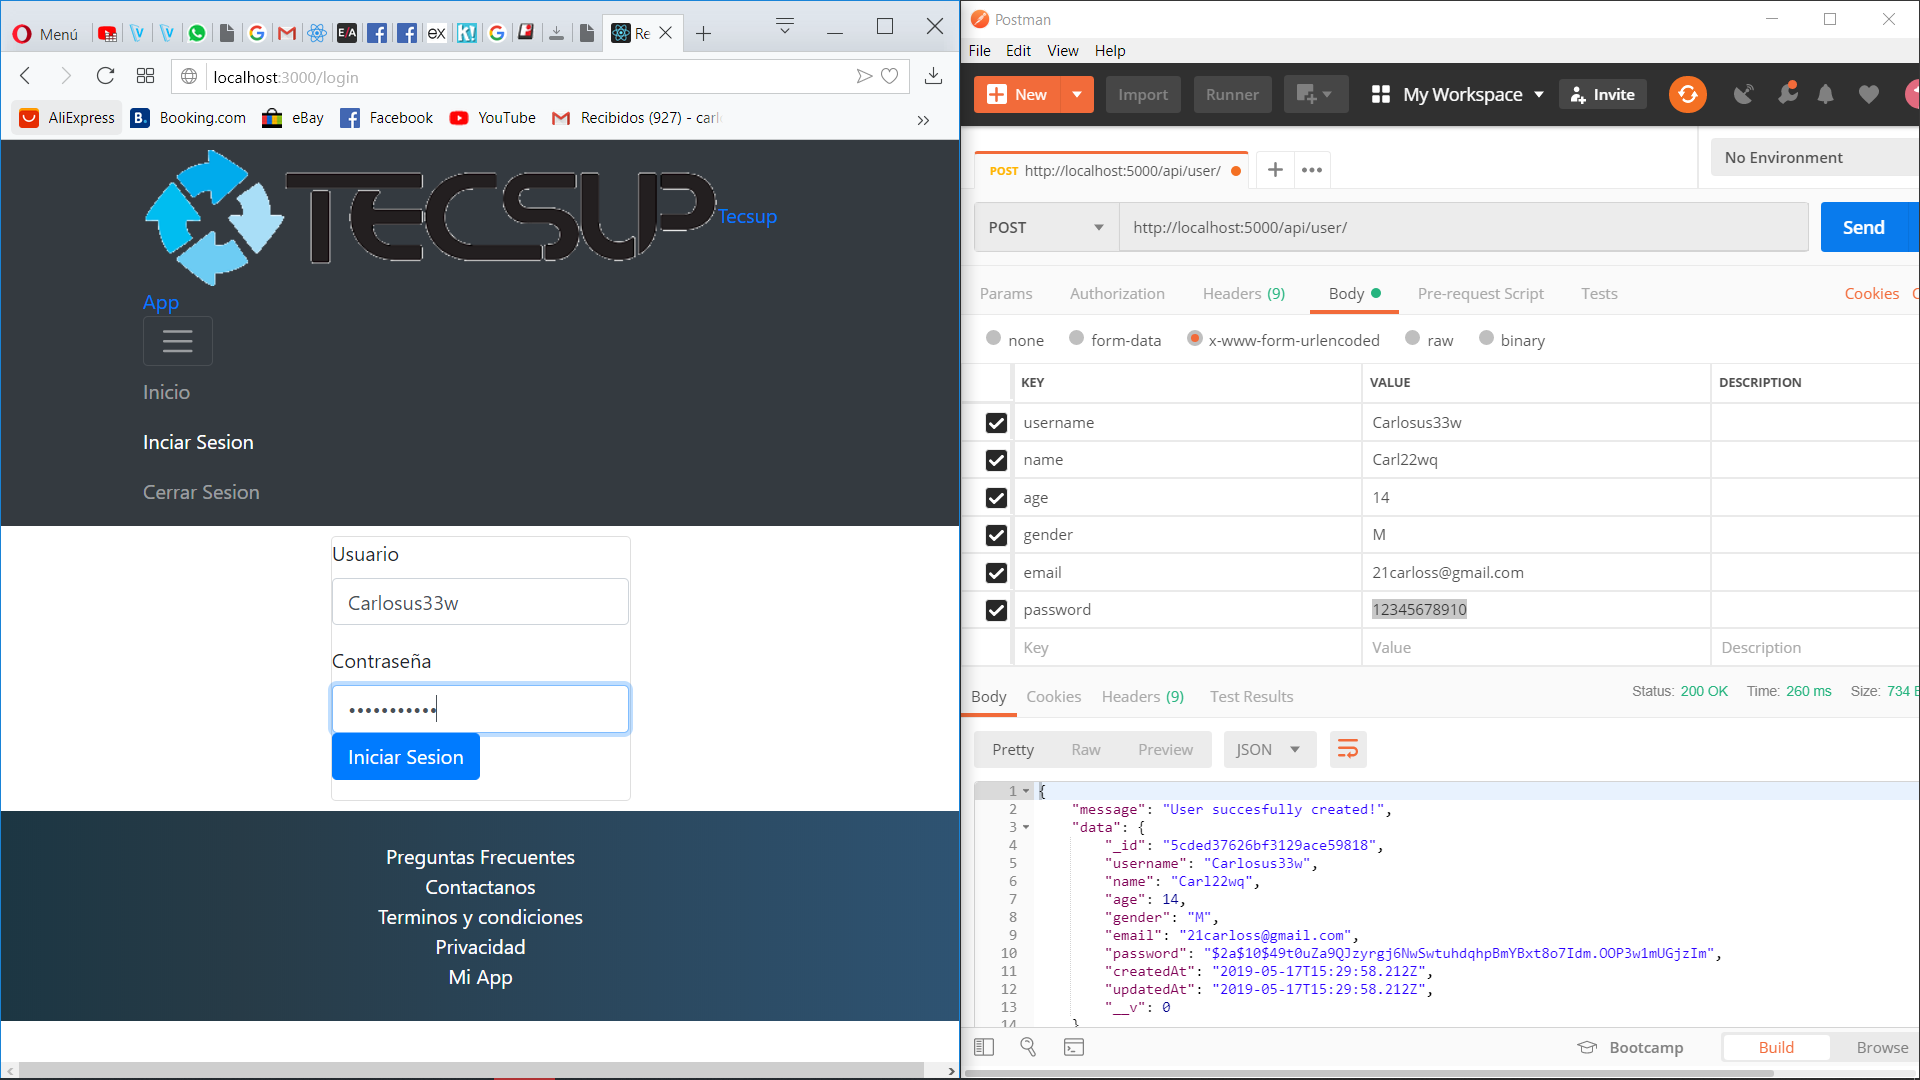 Menú
E/A
ex
Re
localhost:3000/login
AliExpress
Booking.com
eBay
Facebook
YouTube
Recibidos (927) - carl
TECSUP
Tecsup
App
Inicio
Inciar Sesion
Cerrar Sesion
Usuario
Carlosus33w
Contraseña
•••••••••••
Iniciar Sesion
Preguntas Frecuentes
Contactanos
Terminos y condiciones
Privacidad
Mi App
Postman
File Edit View Help
New Import Runner My Workspace Invite
POST http://localhost:5000/api/user/
No Environment
POST http://localhost:5000/api/user/ Send
Params Authorization Headers (9) Body Pre-request Script Tests Cookies
none form-data x-www-form-urlencoded raw binary
KEY VALUE DESCRIPTION
username Carlosus33w
name Carl22wq
age 14
gender M
email 21carloss@gmail.com
password 12345678910
Key Value Description
Body Cookies Headers (9) Test Results Status: 200 OK Time: 260 ms Size: 734
Pretty Raw Preview JSON
1 {
2 "message": "User succesfully created!",
3 "data": {
4 "_id": "5cded37626bf3129ace59818",
5 "username": "Carlosus33w",
6 "name": "Carl22wq",
7 "age": 14,
8 "gender": "M",
9 "email": "21carloss@gmail.com",
10 "password": "$2a$10$49t0uZa9QJzyrgj6NwSwtuhdqhpBmYBxt8o7Idm.OOP3w1mUGjzIm",
11 "createdAt": "2019-05-17T15:29:58.212Z",
12 "updatedAt": "2019-05-17T15:29:58.212Z",
13 "__v": 0
14 }
Bootcamp Build Browse